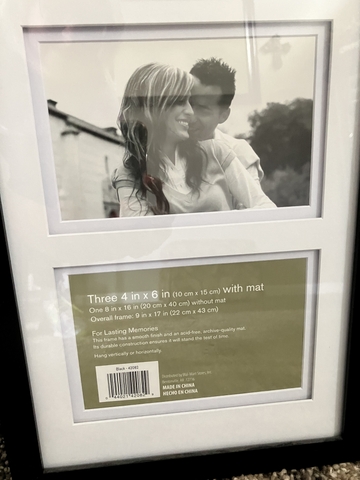 Three 4 in x 6 in (10 cm x 15 cm) with mat
One 8 in x 16 in (20 cm x 40 cm) without mat
Overall frame: 9 in x 17 in (22 cm x 43 cm)
For Lasting Memories
This frame has a smooth finish and an acid-free, archive-quality mat.
Its durable construction ensures it will stand the test of time.
Hang vertically or horizontally.
Black - 42082
MADE IN CHINA
HECHO EN CHINA